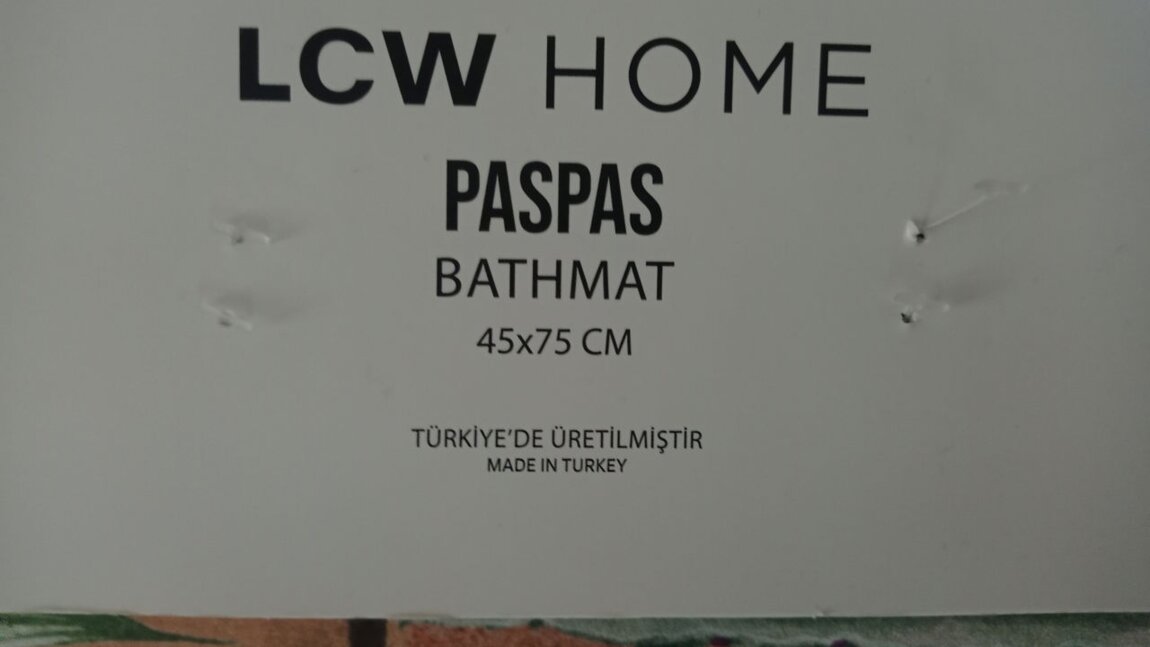 LCW HOME
PASPAS
BATHMAT
45x75 CM
TÜRKİYE'DE ÜRETİLMİŞTİR
MADE IN TURKEY